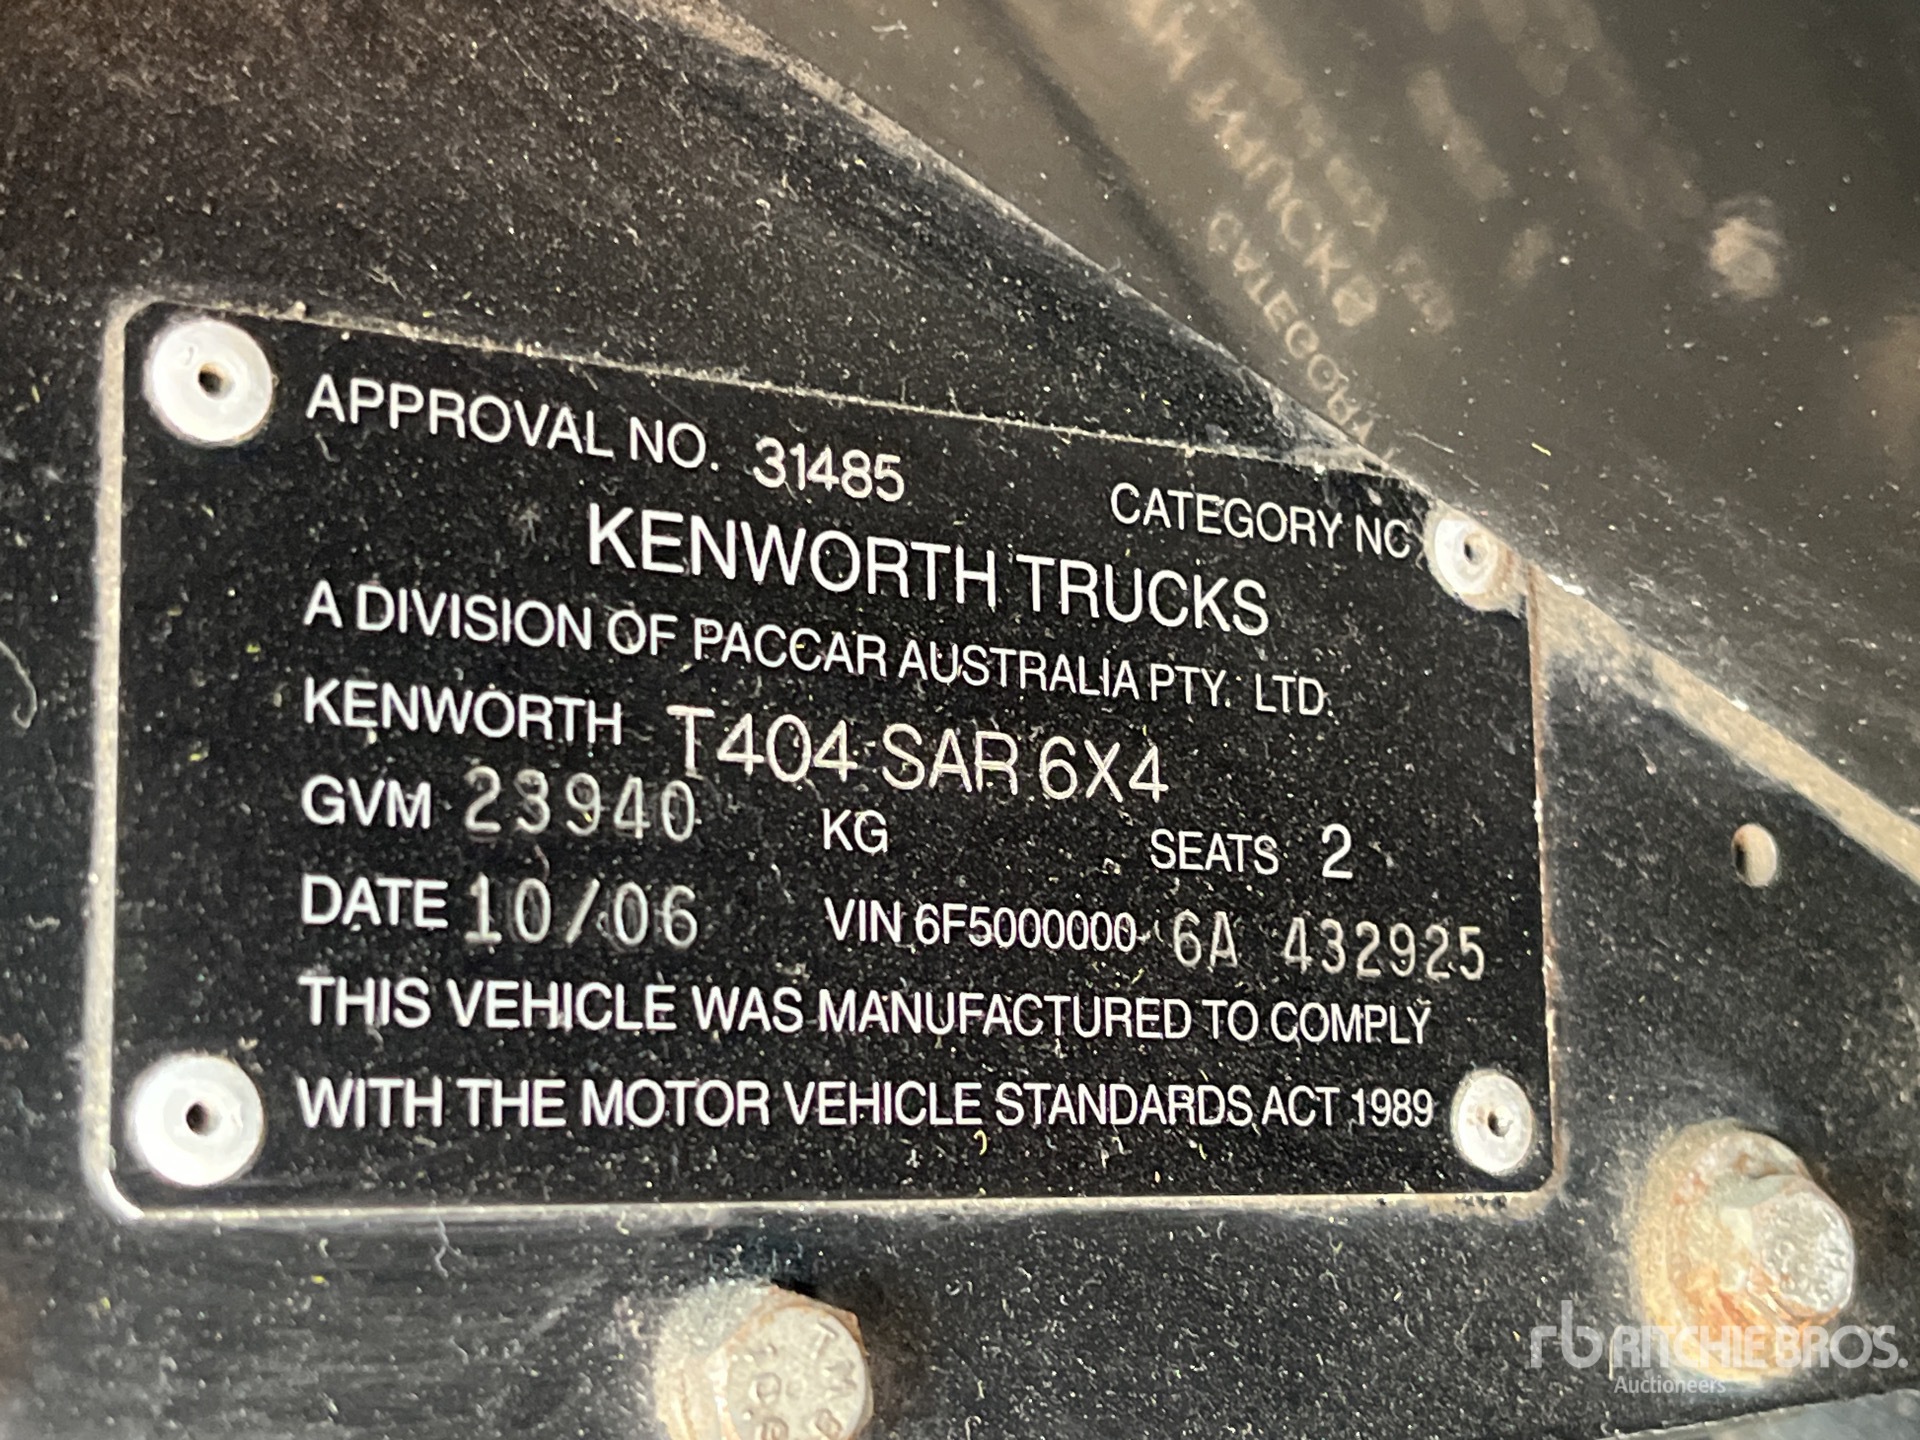 APPROVAL NO. 31485 CATEGORY NC
KENWORTH TRUCKS
A DIVISION OF PACCAR AUSTRALIA PTY. LTD.
KENWORTH T404 SAR 6X4
GVM 23940 KG SEATS 2
DATE 10/06 VIN 6F5000000 6A 432925
THIS VEHICLE WAS MANUFACTURED TO COMPLY
WITH THE MOTOR VEHICLE STANDARDS ACT 1989
rb RITCHIE BROS.
Auctioneers